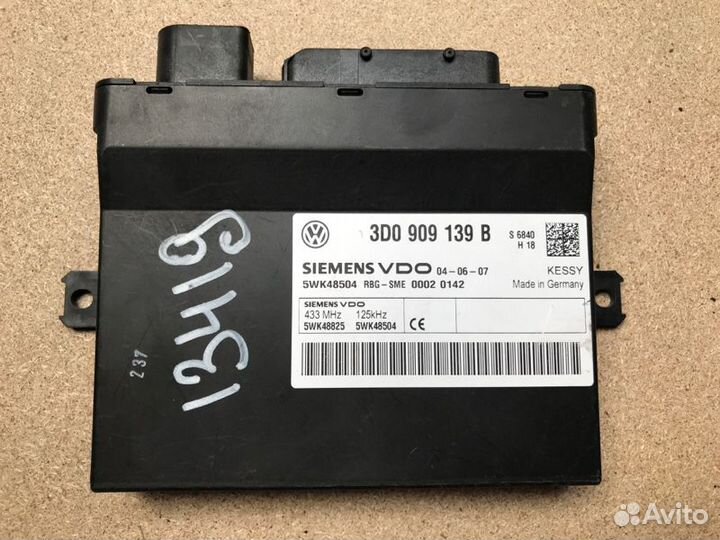 3D0 909 139 B
S 6840
H 18
SIEMENS VDO 04-06-07
KESSY
5WK48504 RBG-SME 0002 0142
Made in Germany
SIEMENS VDO
433 MHz 125kHz
5WK48825 5WK48504
CE
13419
237
Avito